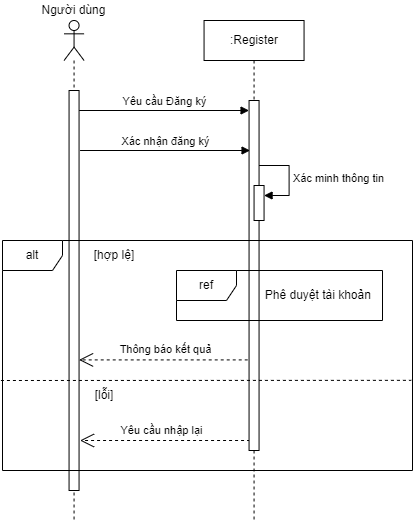 Người dùng
:Register
Yêu cầu Đăng ký
Xác nhận đăng ký
Xác minh thông tin
alt
[hợp lệ]
ref
Phê duyệt tài khoản
Thông báo kết quả
[lỗi]
Yêu cầu nhập lại